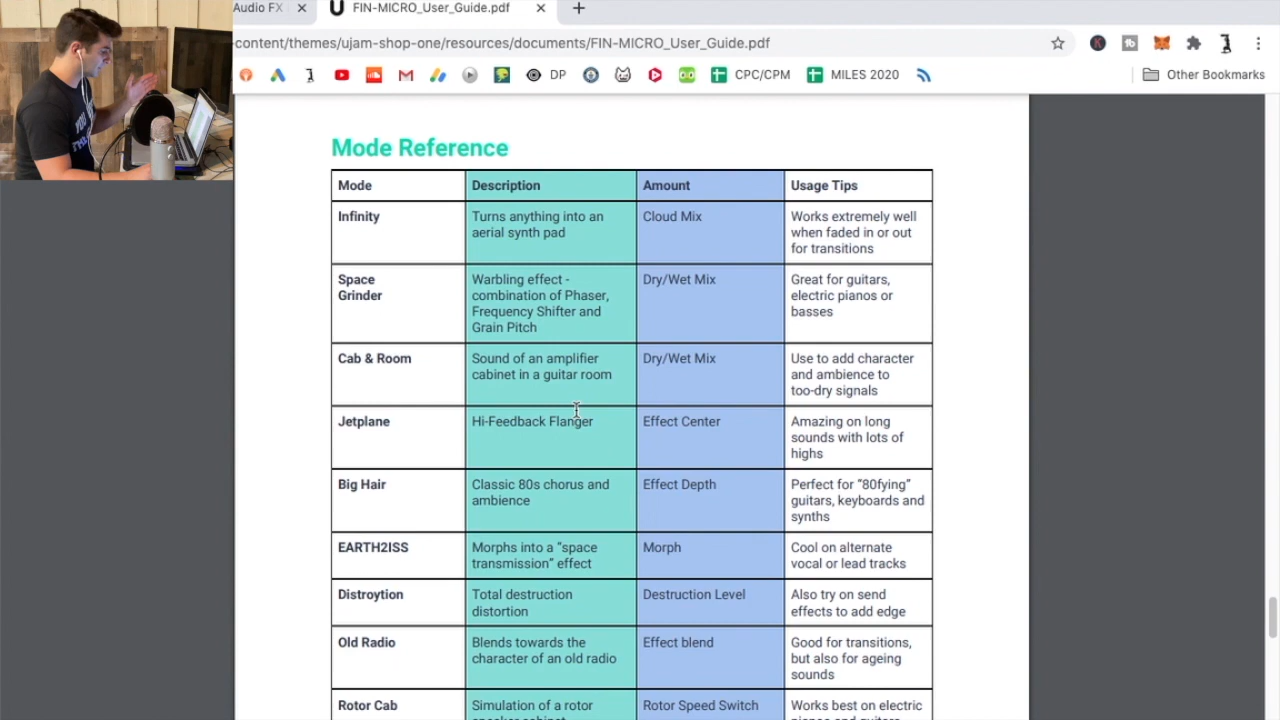 Audio FX
FIN-MICRO_User_Guide.pdf
-content/themes/ujam-shop-one/resources/documents/FIN-MICRO_User_Guide.pdf
DP
CPC/CPM
MILES 2020
Other Bookmarks
Mode Reference
Mode Description Amount Usage Tips
Infinity
Turns anything into an
aerial synth pad
Cloud Mix
Works extremely well
when faded in or out
for transitions
Space
Grinder
Warbling effect -
combination of Phaser,
Frequency Shifter and
Grain Pitch
Dry/Wet Mix
Great for guitars,
electric pianos or
basses
Cab & Room
Sound of an amplifier
cabinet in a guitar room
Dry/Wet Mix
Use to add character
and ambience to
too-dry signals
Jetplane
Hi-Feedback Flanger
Effect Center
Amazing on long
sounds with lots of
highs
Big Hair
Classic 80s chorus and
ambience
Effect Depth
Perfect for “80fying”
guitars, keyboards and
synths
EARTH2ISS
Morphs into a “space
transmission” effect
Morph
Cool on alternate
vocal or lead tracks
Distroytion
Total destruction
distortion
Destruction Level
Also try on send
effects to add edge
Old Radio
Blends towards the
character of an old radio
Effect blend
Good for transitions,
but also for ageing
sounds
Rotor Cab
Simulation of a rotor
Rotor Speed Switch
Works best on electric